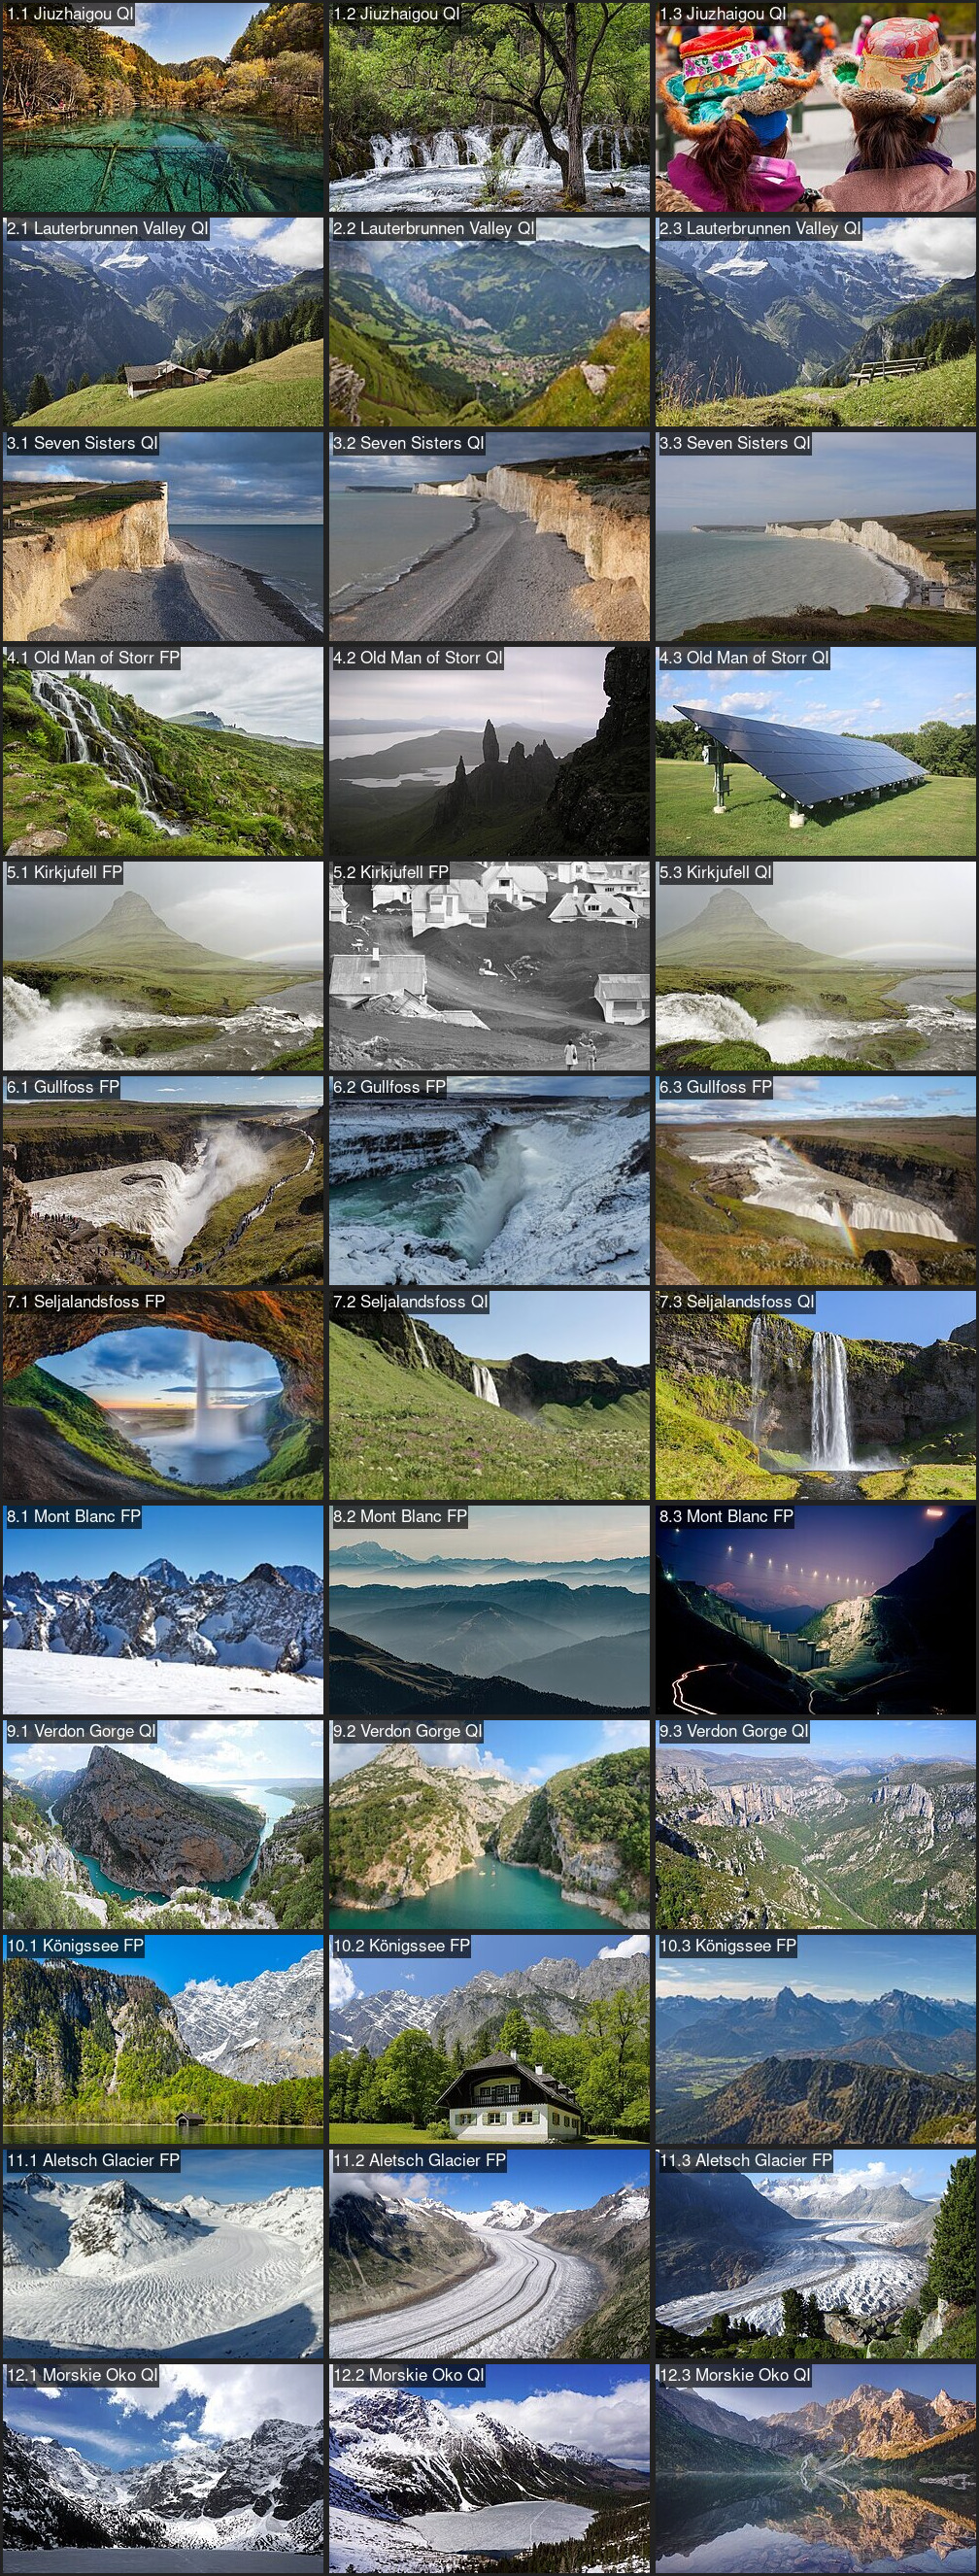 1.1 Jiuzhaigou QI
1.2 Jiuzhaigou QI
1.3 Jiuzhaigou QI
2.1 Lauterbrunnen Valley QI
2.2 Lauterbrunnen Valley QI
2.3 Lauterbrunnen Valley QI
3.1 Seven Sisters QI
3.2 Seven Sisters QI
3.3 Seven Sisters QI
4.1 Old Man of Storr FP
4.2 Old Man of Storr QI
4.3 Old Man of Storr QI
5.1 Kirkjufell FP
5.2 Kirkjufell FP
5.3 Kirkjufell QI
6.1 Gullfoss FP
6.2 Gullfoss FP
6.3 Gullfoss FP
7.1 Seljalandsfoss FP
7.2 Seljalandsfoss QI
7.3 Seljalandsfoss QI
8.1 Mont Blanc FP
8.2 Mont Blanc FP
8.3 Mont Blanc FP
9.1 Verdon Gorge QI
9.2 Verdon Gorge QI
9.3 Verdon Gorge QI
10.1 Königssee FP
10.2 Königssee FP
10.3 Königssee FP
11.1 Aletsch Glacier FP
11.2 Aletsch Glacier FP
11.3 Aletsch Glacier FP
12.1 Morskie Oko QI
12.2 Morskie Oko QI
12.3 Morskie Oko QI